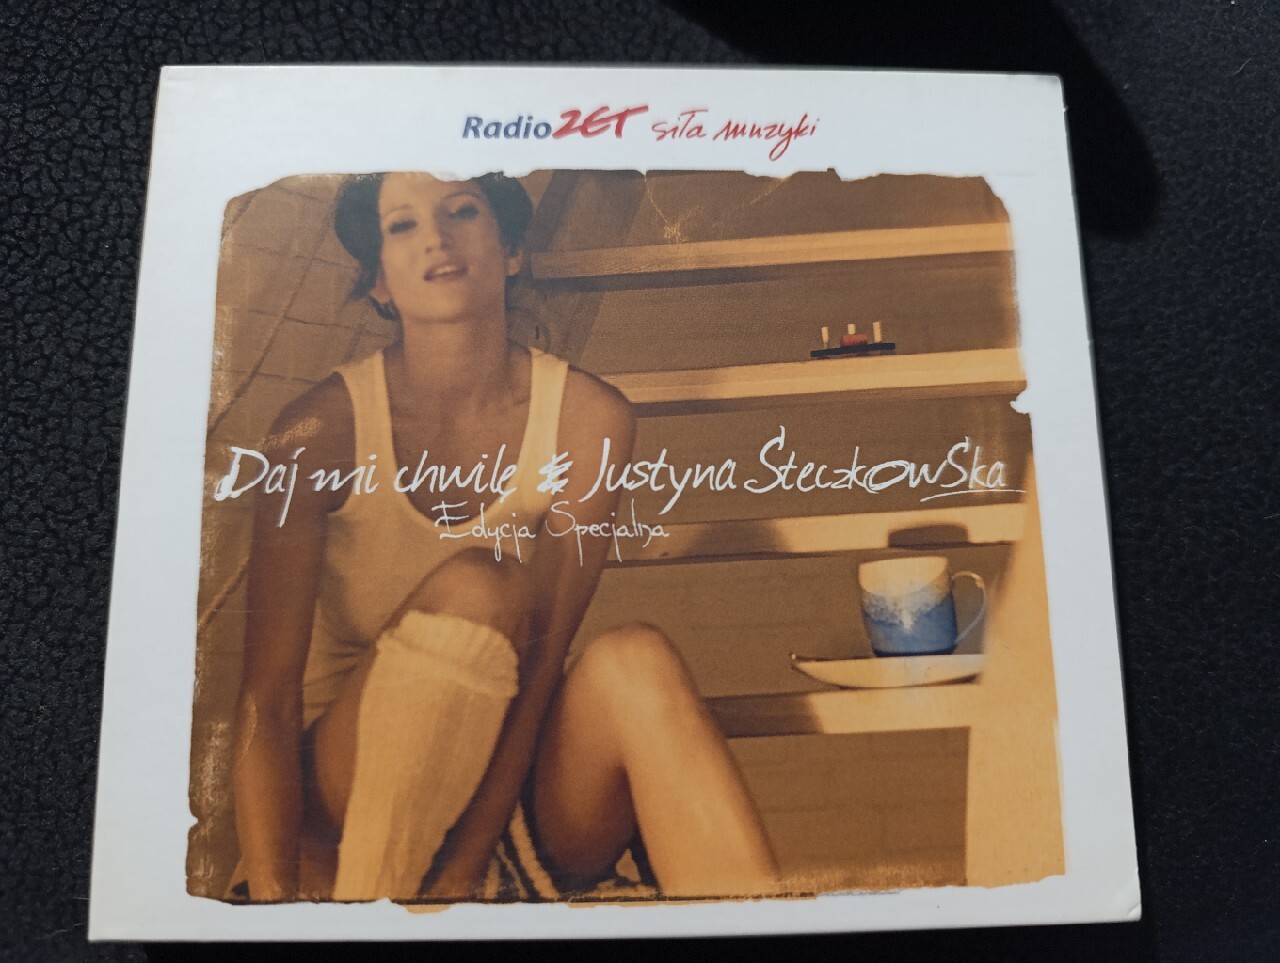 Radio ZET siła muzyki
Daj mi chwilę * Justyna Steczkowska
Edycja Specjalna